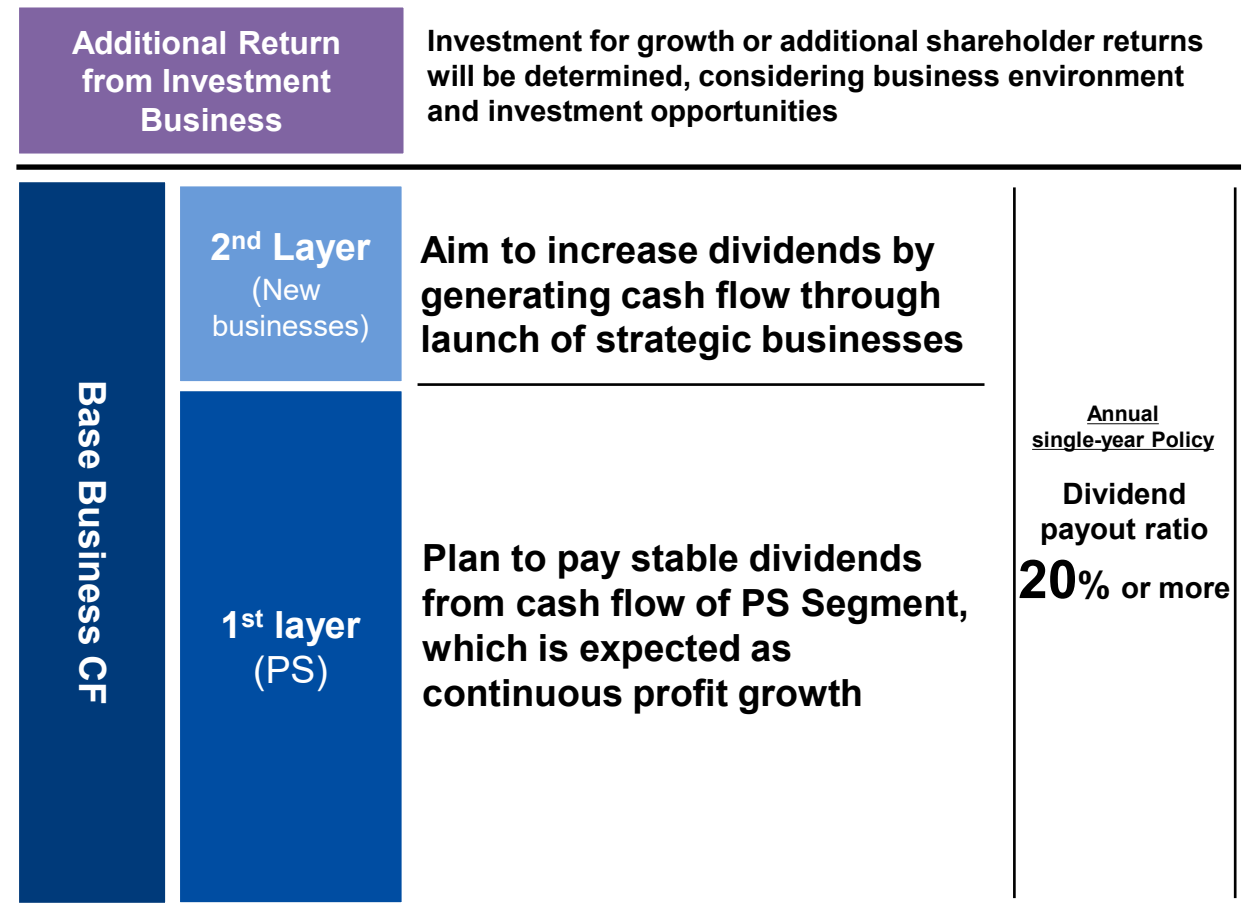 Additional Return
from Investment
Business
Investment for growth or additional shareholder returns
will be determined, considering business environment
and investment opportunities
Base Business CF
2nd Layer
(New
businesses)
Aim to increase dividends by
generating cash flow through
launch of strategic businesses
1st layer
(PS)
Plan to pay stable dividends
from cash flow of PS Segment,
which is expected as
continuous profit growth
Annual
single-year Policy
Dividend
payout ratio
20% or more